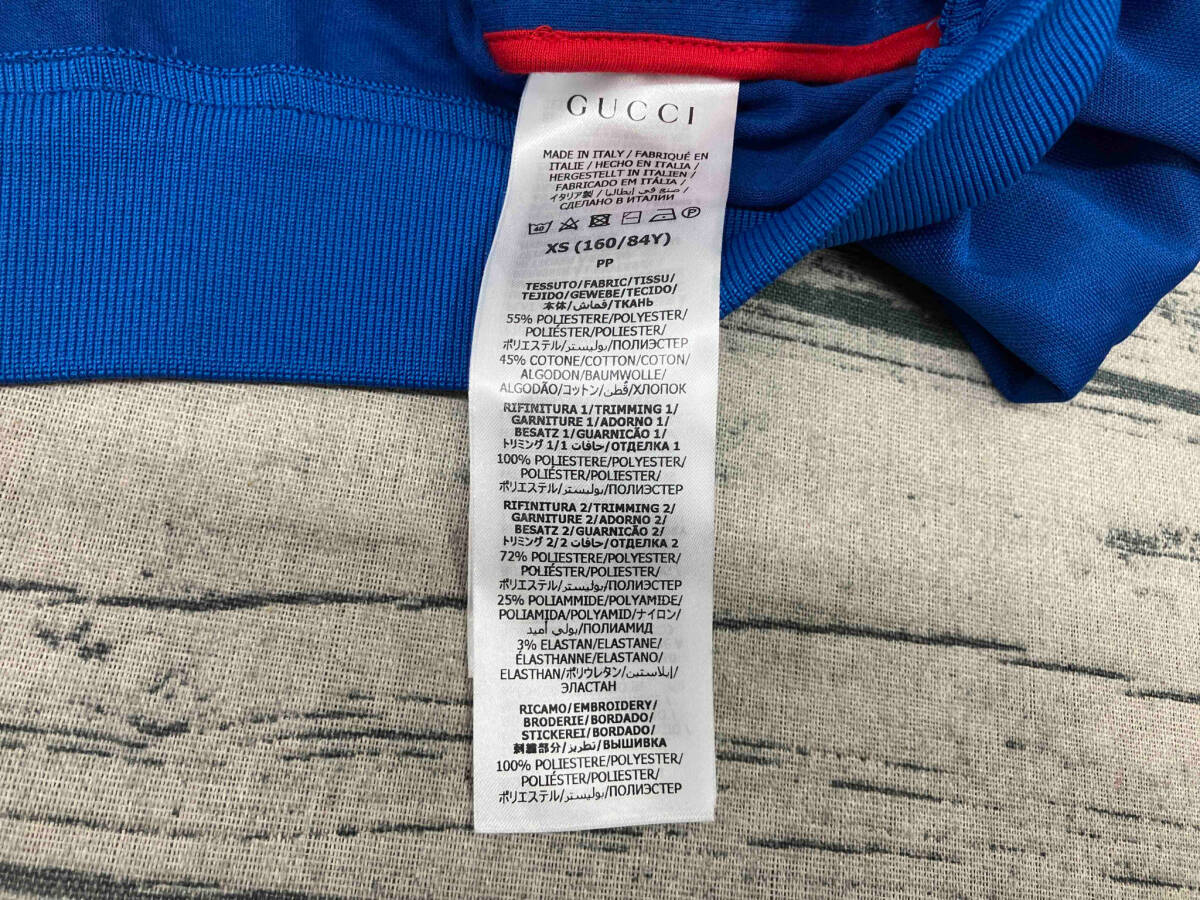 GUCCI
MADE IN ITALY / FABRIQUÉ EN
ITALIE / HECHO EN ITALIA /
HERGESTELLT IN ITALIEN /
FABRICADO EM ITÁLIA /
イタリア製 / صنع في إيطاليا /
СДЕЛАНО В ИТАЛИИ
40 P
XS (160/84Y)
PP
TESSUTO/FABRIC/TISSU/
TEJIDO/GEWEBE/TECIDO/
本体/قماش/ТКАНЬ
55% POLIESTERE/POLYESTER/
POLIÉSTER/POLIESTER/
ポリエステル/بوليستر/ПОЛИЭСТЕР
45% COTONE/COTTON/COTON/
ALGODON/BAUMWOLLE/
ALGODÃO/コットン/قُطن/ХЛОПОК
RIFINITURA 1/TRIMMING 1/
GARNITURE 1/ADORNO 1/
BESATZ 1/GUARNICÃO 1/
トリミング 1/حافات 1/ОТДЕЛКА 1
100% POLIESTERE/POLYESTER/
POLIÉSTER/POLIESTER/
ポリエステル/بوليستر/ПОЛИЭСТЕР
RIFINITURA 2/TRIMMING 2/
GARNITURE 2/ADORNO 2/
BESATZ 2/GUARNICÃO 2/
トリミング 2/حافات 2/ОТДЕЛКА 2
72% POLIESTERE/POLYESTER/
POLIÉSTER/POLIESTER/
ポリエステル/بوليستر/ПОЛИЭСТЕР
25% POLIAMMIDE/POLYAMIDE/
POLIAMIDA/POLYAMID/ナイロン/
بولي أميد/ПОЛИАМИД
3% ELASTAN/ELASTANE/
ÉLASTHANNE/ELASTANO/
ELASTHAN/ポリウレタン/إيلاستين/
ЭЛАСТАН
RICAMO/EMBROIDERY/
BRODERIE/BORDADO/
STICKEREI/BORDADO/
刺繍部分/تطريز/ВЫШИВКА
100% POLIESTERE/POLYESTER/
POLIÉSTER/POLIESTER/
ポリエステル/بوليستر/ПОЛИЭСТЕР